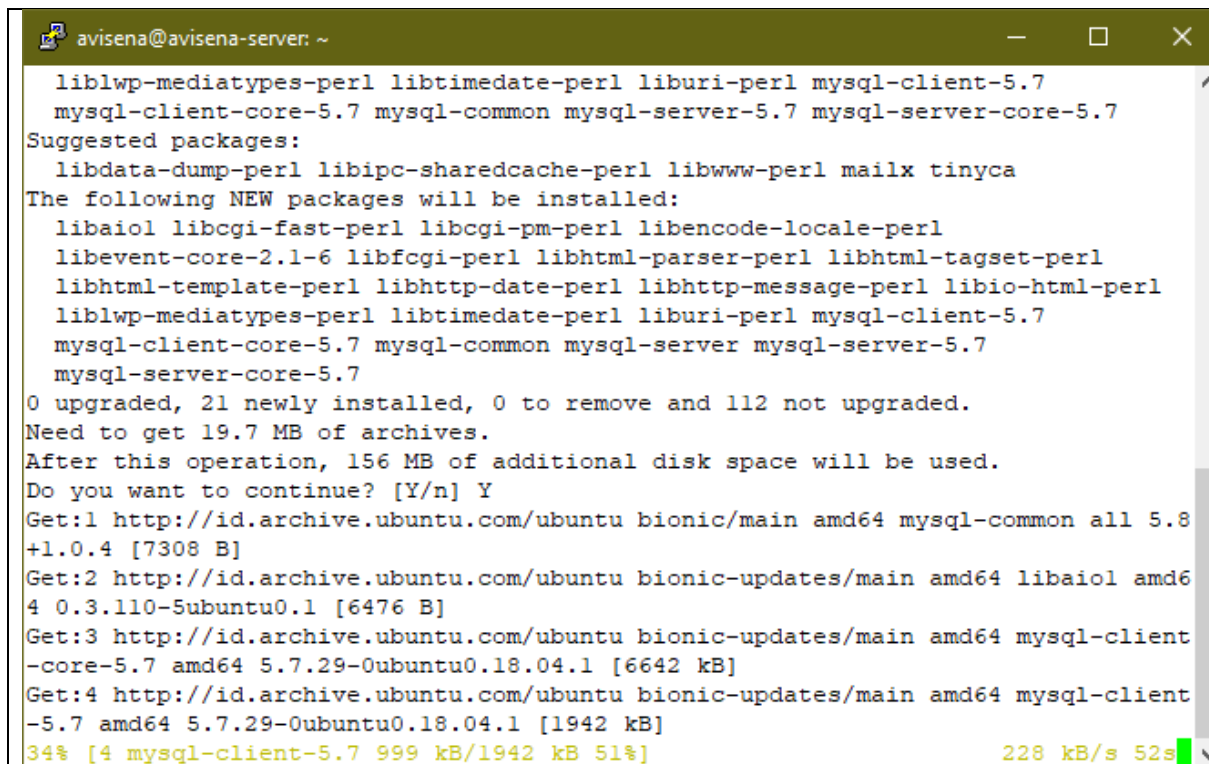 avisena@avisena-server: ~
liblwp-mediatypes-perl libtimedate-perl liburi-perl mysql-client-5.7
mysql-client-core-5.7 mysql-common mysql-server-5.7 mysql-server-core-5.7
Suggested packages:
libdata-dump-perl libipc-sharedcache-perl libwww-perl mailx tinyca
The following NEW packages will be installed:
libaio1 libcgi-fast-perl libcgi-pm-perl libencode-locale-perl
libevent-core-2.1-6 libfcgi-perl libhtml-parser-perl libhtml-tagset-perl
libhtml-template-perl libhttp-date-perl libhttp-message-perl libio-html-perl
liblwp-mediatypes-perl libtimedate-perl liburi-perl mysql-client-5.7
mysql-client-core-5.7 mysql-common mysql-server mysql-server-5.7
mysql-server-core-5.7
0 upgraded, 21 newly installed, 0 to remove and 112 not upgraded.
Need to get 19.7 MB of archives.
After this operation, 156 MB of additional disk space will be used.
Do you want to continue? [Y/n] Y
Get:1 http://id.archive.ubuntu.com/ubuntu bionic/main amd64 mysql-common all 5.8
+1.0.4 [7308 B]
Get:2 http://id.archive.ubuntu.com/ubuntu bionic-updates/main amd64 libaio1 amd6
4 0.3.110-5ubuntu0.1 [6476 B]
Get:3 http://id.archive.ubuntu.com/ubuntu bionic-updates/main amd64 mysql-client
-core-5.7 amd64 5.7.29-0ubuntu0.18.04.1 [6642 kB]
Get:4 http://id.archive.ubuntu.com/ubuntu bionic-updates/main amd64 mysql-client
-5.7 amd64 5.7.29-0ubuntu0.18.04.1 [1942 kB]
34% [4 mysql-client-5.7 999 kB/1942 kB 51%] 228 kB/s 52s